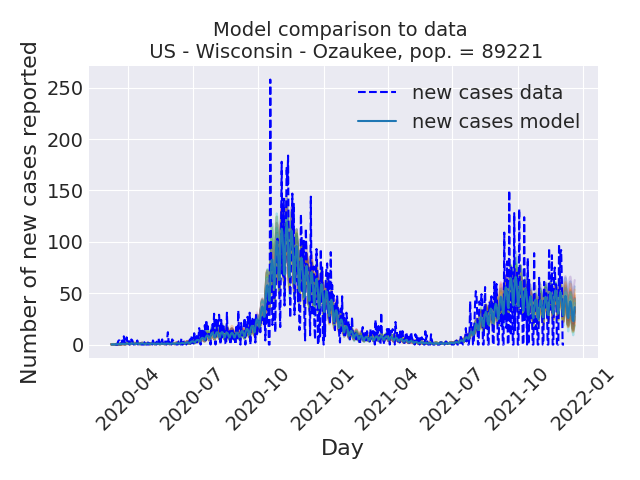 Model comparison to data
US - Wisconsin - Ozaukee, pop. = 89221
Number of new cases reported
250
200
150
100
50
0
new cases data
new cases model
2020-04
2020-07
2020-10
2021-01
2021-04
2021-07
2021-10
2022-01
Day